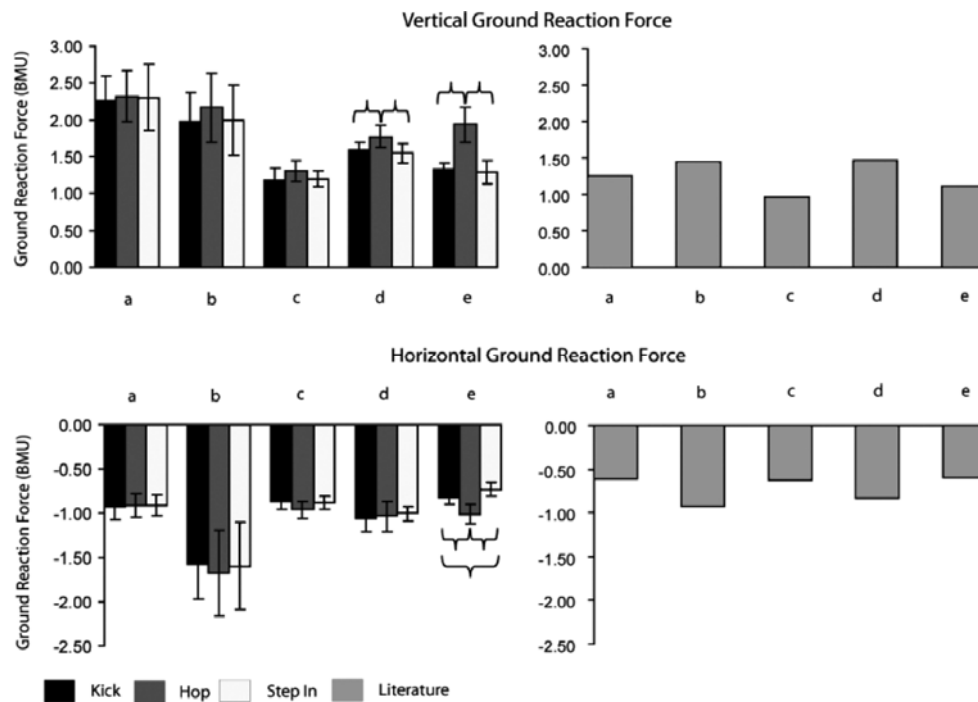 Vertical Ground Reaction Force
Ground Reaction Force (BMU)
3.00
2.50
2.00
1.50
1.00
0.50
0.00
a b c d e
3.00
2.50
2.00
1.50
1.00
0.50
0.00
a b c d e
Horizontal Ground Reaction Force
Ground Reaction Force (BMU)
a b c d e
0.00
-0.50
-1.00
-1.50
-2.00
-2.50
a b c d e
0.00
-0.50
-1.00
-1.50
-2.00
-2.50
Kick Hop Step In Literature